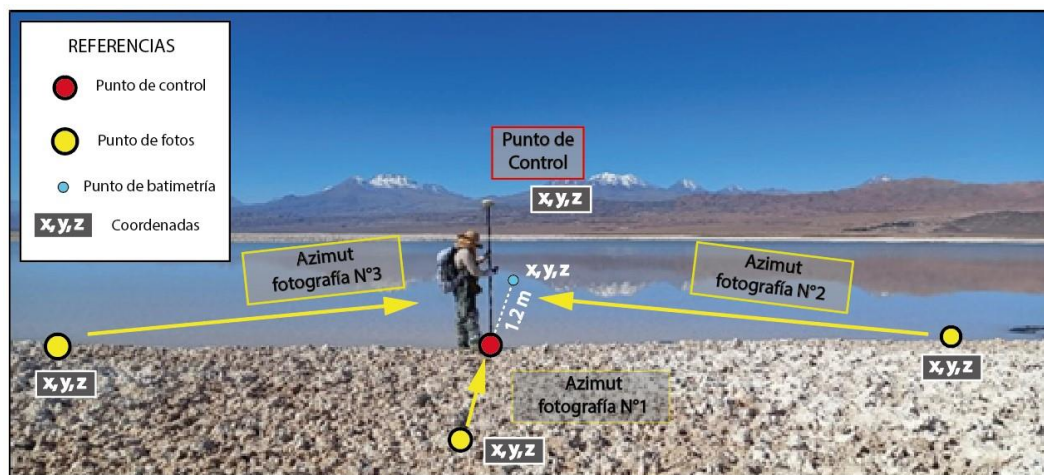 REFERENCIAS
Punto de control
Punto de fotos
Punto de batimetría
x,y,z Coordenadas
Punto de
Control
x,y,z
Azimut
fotografía N°3
x,y,z
1.2 m
Azimut
fotografía N°2
x,y,z
x,y,z
Azimut
fotografía N°1
x,y,z